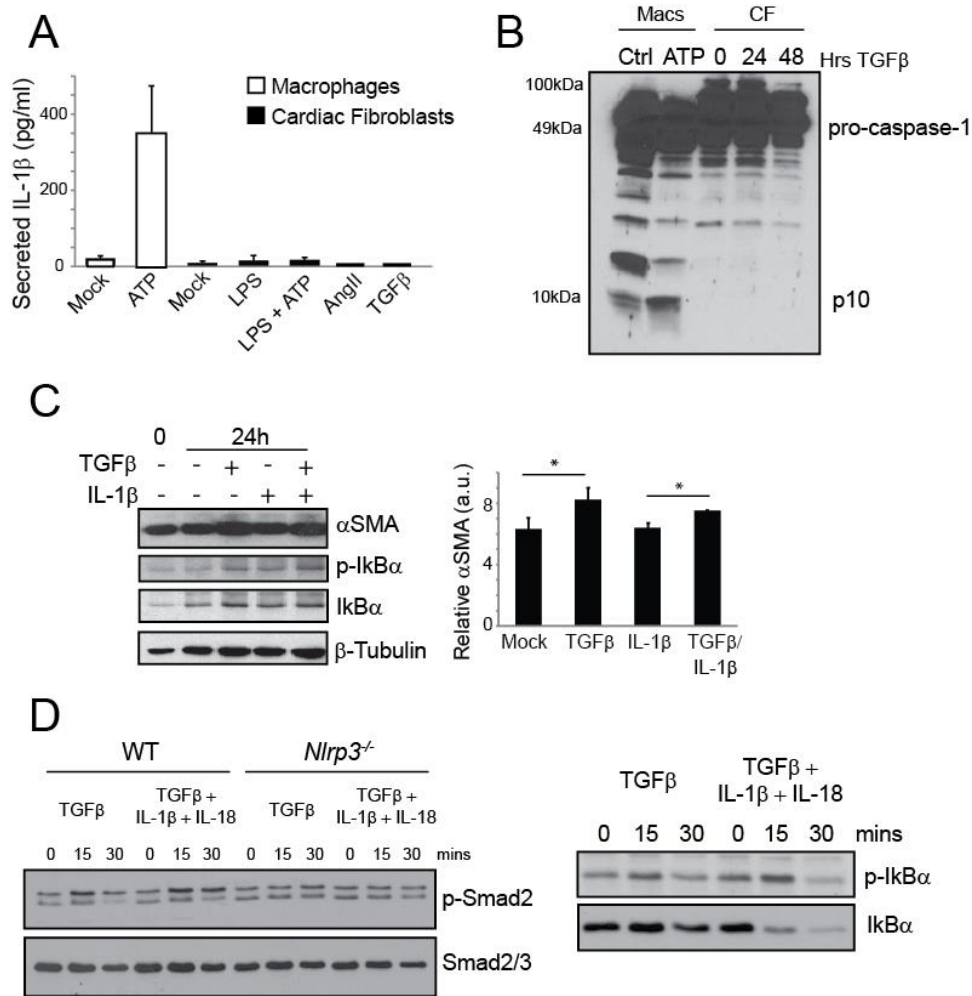 A
Secreted IL-1β (pg/ml)
400
200
0
Macrophages
Cardiac Fibroblasts
Mock
ATP
Mock
LPS
LPS + ATP
AngII
TGFβ
B
Macs CF
Ctrl ATP 0 24 48 Hrs TGFβ
100kDa
49kDa
10kDa
pro-caspase-1
p10
C
0 24h
TGFβ - - + - +
IL-1β - - - + +
αSMA
p-IkBα
IkBα
β-Tubulin
Relative αSMA (a.u.)
8
4
0
* *
Mock TGFβ IL-1β TGFβ/
IL-1β
D
WT Nlrp3-/-
TGFβ TGFβ + IL-1β + IL-18 TGFβ TGFβ + IL-1β + IL-18
0 15 30 0 15 30 0 15 30 0 15 30 mins
p-Smad2
Smad2/3
TGFβ TGFβ + IL-1β + IL-18
0 15 30 0 15 30 mins
p-IkBα
IkBα